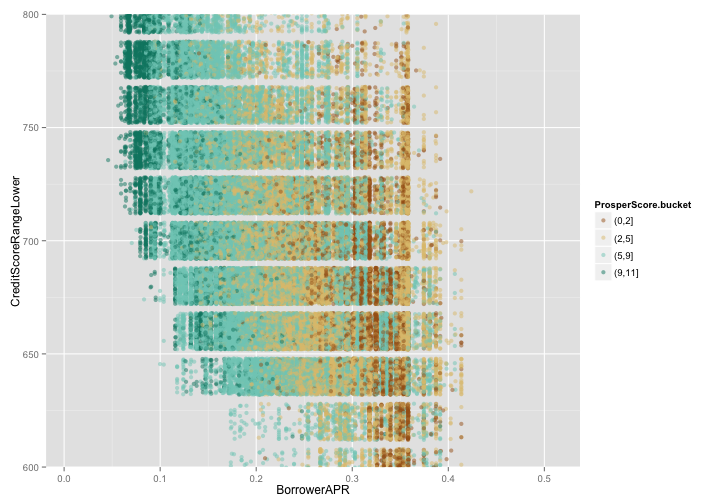 800
750
700
650
600
CreditScoreRangeLower
0.0 0.1 0.2 0.3 0.4 0.5
BorrowerAPR
ProsperScore.bucket
(0,2]
(2,5]
(5,9]
(9,11]